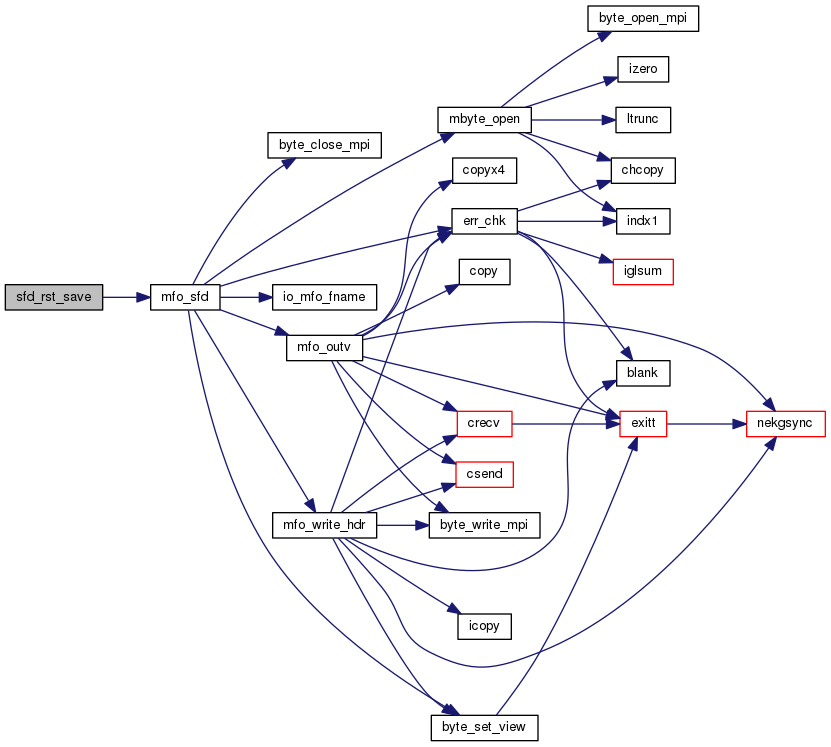 byte_open_mpi
izero
mbyte_open
ltrunc
byte_close_mpi
copyx4
chcopy
err_chk
indx1
copy
iglsum
sfd_rst_save
mfo_sfd
io_mfo_fname
mfo_outv
blank
crecv
exitt
nekgsync
csend
mfo_write_hdr
byte_write_mpi
icopy
byte_set_view